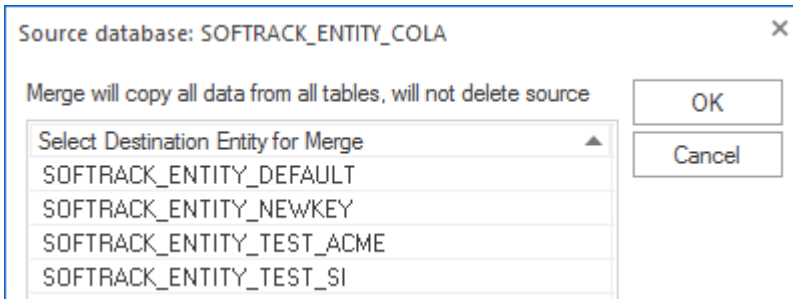 Source database: SOFTRACK_ENTITY_COLA
Merge will copy all data from all tables, will not delete source
OK
Select Destination Entity for Merge
Cancel
SOFTRACK_ENTITY_DEFAULT
SOFTRACK_ENTITY_NEWKEY
SOFTRACK_ENTITY_TEST_ACME
SOFTRACK_ENTITY_TEST_SI